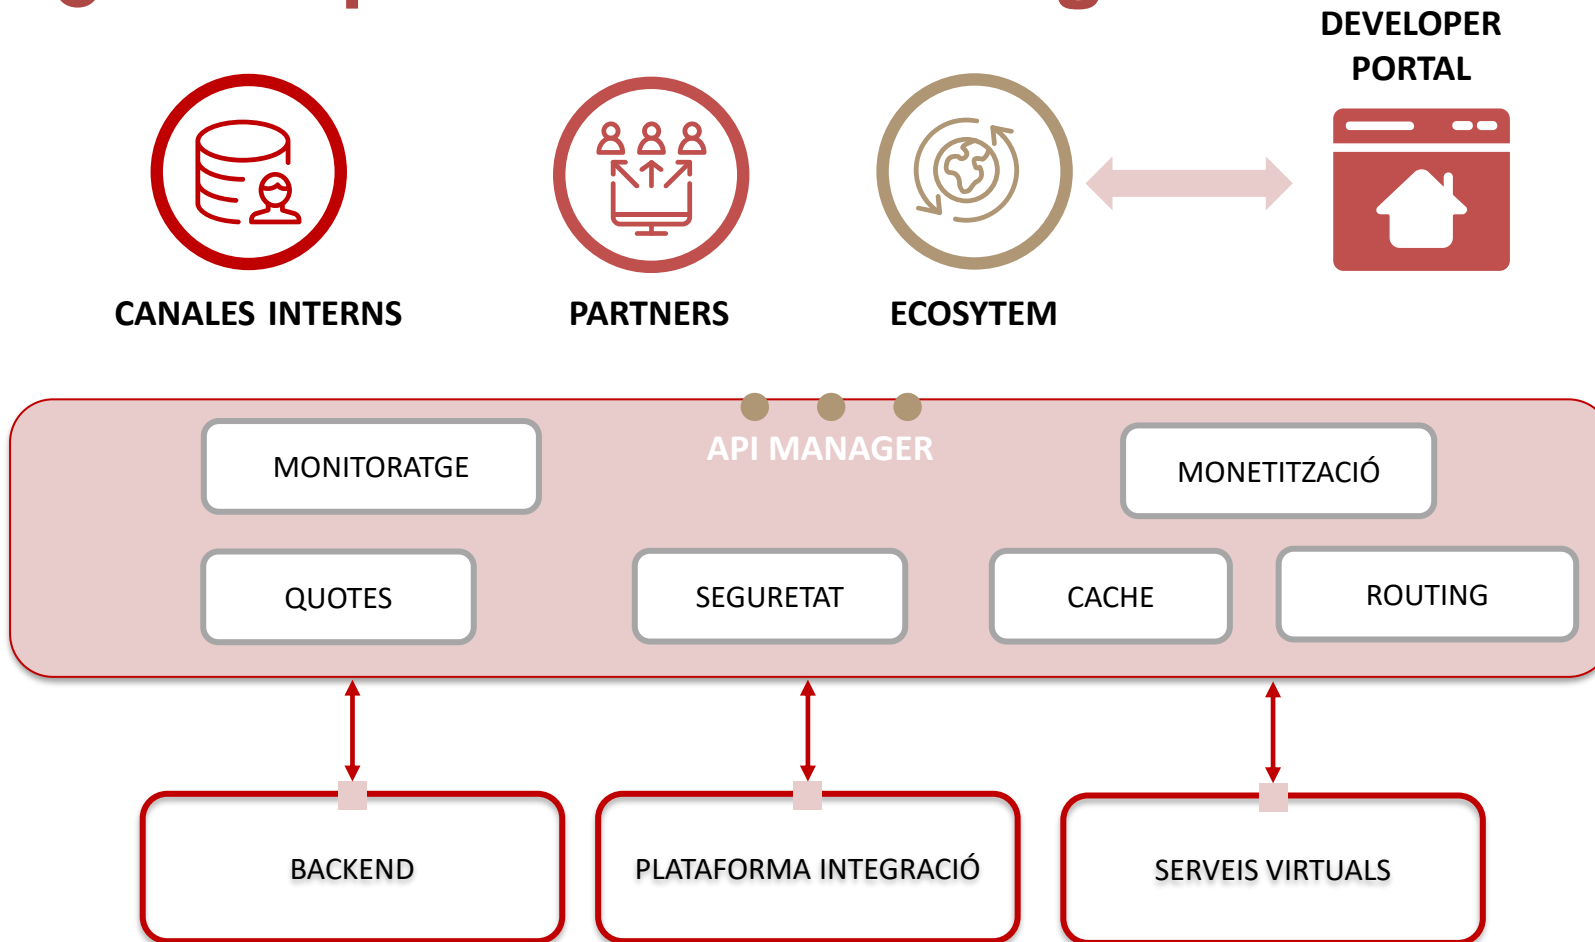 DEVELOPER
PORTAL
CANALES INTERNS
PARTNERS
ECOSYTEM
API MANAGER
MONITORATGE
MONETITZACIÓ
QUOTES
SEGURETAT
CACHE
ROUTING
BACKEND
PLATAFORMA INTEGRACIÓ
SERVEIS VIRTUALS